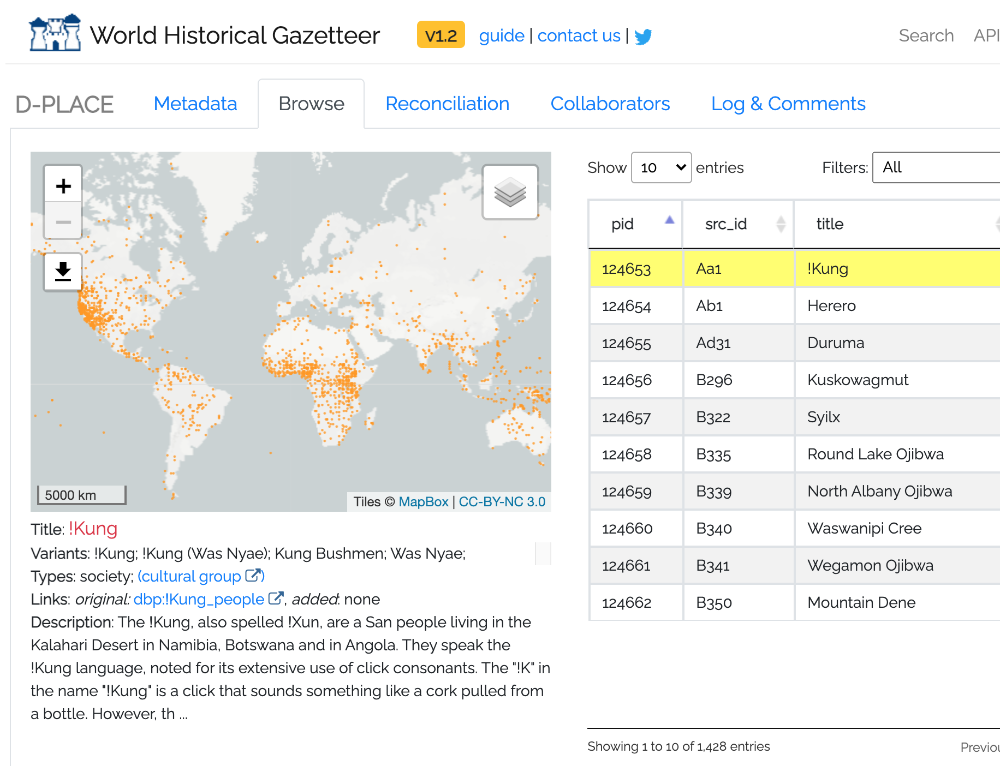 World Historical Gazetteer v1.2 guide | contact us | Search API
D-PLACE Metadata Browse Reconciliation Collaborators Log & Comments
Show 10 entries Filters: All
+
−
pid src_id title
124653 Aa1 !Kung
124654 Ab1 Herero
124655 Ad31 Duruma
124656 B296 Kuskowagmut
124657 B322 Syilx
124658 B335 Round Lake Ojibwa
124659 B339 North Albany Ojibwa
124660 B340 Waswanipi Cree
124661 B341 Wegamon Ojibwa
124662 B350 Mountain Dene
5000 km
Tiles © MapBox | CC-BY-NC 3.0
Title: !Kung
Variants: !Kung; !Kung (Was Nyae); Kung Bushmen; Was Nyae;
Types: society; (cultural group)
Links: original: dbp:!Kung_people, added: none
Description: The !Kung, also spelled !Xun, are a San people living in the
Kalahari Desert in Namibia, Botswana and in Angola. They speak the
!Kung language, noted for its extensive use of click consonants. The "!K" in
the name "!Kung" is a click that sounds something like a cork pulled from
a bottle. However, th ...
Showing 1 to 10 of 1,428 entries
Previou